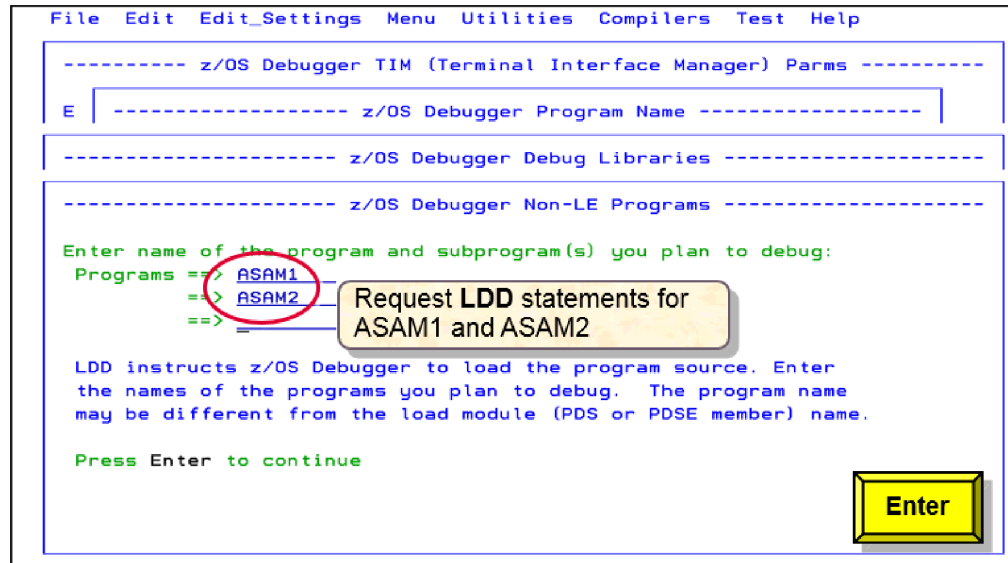 File Edit Edit_Settings Menu Utilities Compilers Test Help
---------- z/OS Debugger TIM (Terminal Interface Manager) Parms ----------
E ------------------- z/OS Debugger Program Name ------------------
---------------------- z/OS Debugger Debug Libraries ---------------------
---------------------- z/OS Debugger Non-LE Programs ---------------------
Enter name of the program and subprogram(s) you plan to debug:
Programs ==> ASAM1
==> ASAM2
==> _
Request LDD statements for
ASAM1 and ASAM2
LDD instructs z/OS Debugger to load the program source. Enter
the names of the programs you plan to debug. The program name
may be different from the load module (PDS or PDSE member) name.
Press Enter to continue
Enter